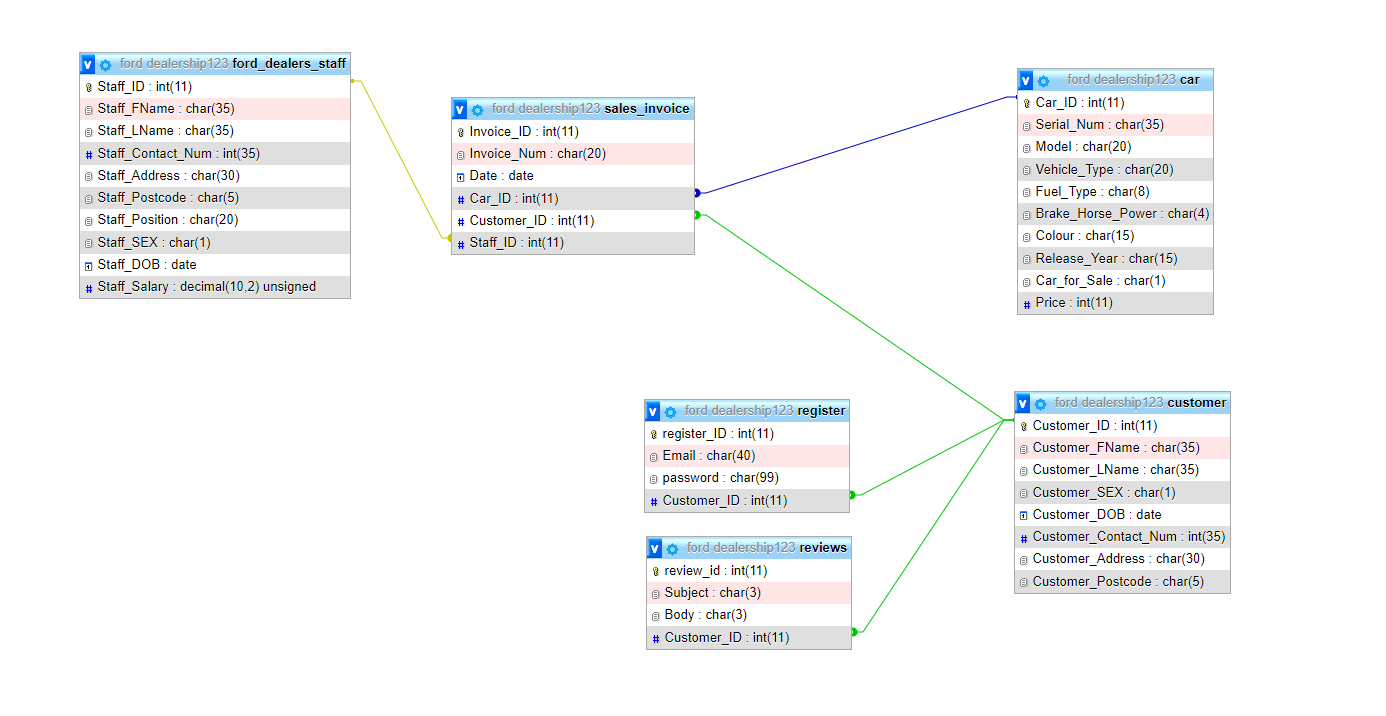 v ford dealership123 ford_dealers_staff
Staff_ID : int(11)
Staff_FName : char(35)
Staff_LName : char(35)
# Staff_Contact_Num : int(35)
Staff_Address : char(30)
Staff_Postcode : char(5)
Staff_Position : char(20)
Staff_SEX : char(1)
Staff_DOB : date
# Staff_Salary : decimal(10,2) unsigned
v ford dealership123 sales_invoice
Invoice_ID : int(11)
Invoice_Num : char(20)
Date : date
# Car_ID : int(11)
# Customer_ID : int(11)
# Staff_ID : int(11)
v ford dealership123 car
Car_ID : int(11)
Serial_Num : char(35)
Model : char(20)
Vehicle_Type : char(20)
Fuel_Type : char(8)
Brake_Horse_Power : char(4)
Colour : char(15)
Release_Year : char(15)
Car_for_Sale : char(1)
# Price : int(11)
v ford dealership123 register
register_ID : int(11)
Email : char(40)
password : char(99)
# Customer_ID : int(11)
v ford dealership123 reviews
review_id : int(11)
Subject : char(3)
Body : char(3)
# Customer_ID : int(11)
v ford dealership123 customer
Customer_ID : int(11)
Customer_FName : char(35)
Customer_LName : char(35)
Customer_SEX : char(1)
Customer_DOB : date
# Customer_Contact_Num : int(35)
Customer_Address : char(30)
Customer_Postcode : char(5)